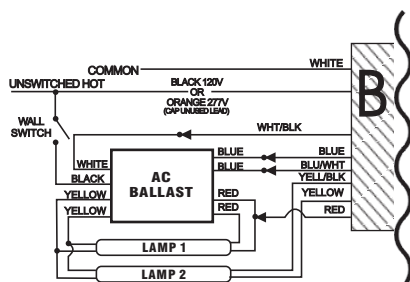 COMMON
WHITE
UNSWITCHED HOT
BLACK 120V
OR
ORANGE 277V
(CAP UNUSED LEAD)
B
WALL
SWITCH
WHT/BLK
WHITE
BLACK
YELLOW
YELLOW
AC
BALLAST
BLUE
BLUE
RED
RED
BLUE
BLU/WHT
YELL/BLK
YELLOW
RED
LAMP 1
LAMP 2